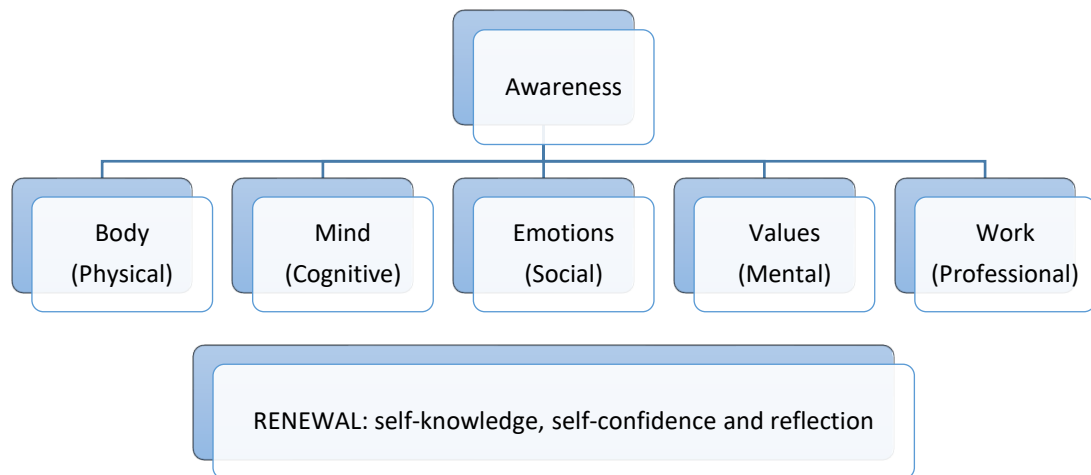 Awareness
Body
(Physical)
Mind
(Cognitive)
Emotions
(Social)
Values
(Mental)
Work
(Professional)
RENEWAL: self-knowledge, self-confidence and reflection